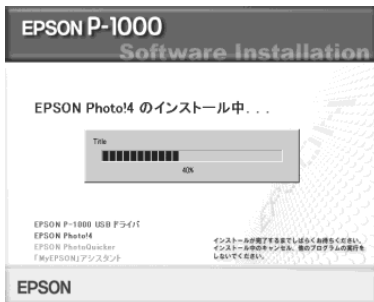 EPSON P-1000
Software Installation
EPSON Photo!4 のインストール中...
Title
40%
EPSON P-1000 USB ドライバ
EPSON Photo!4
EPSON PhotoQuicker
「MyEPSON」アシスタント
インストールが完了するまでしばらくお待ちください。
インストール中のキャンセル、他のプログラムの実行を
しないでください。
EPSON